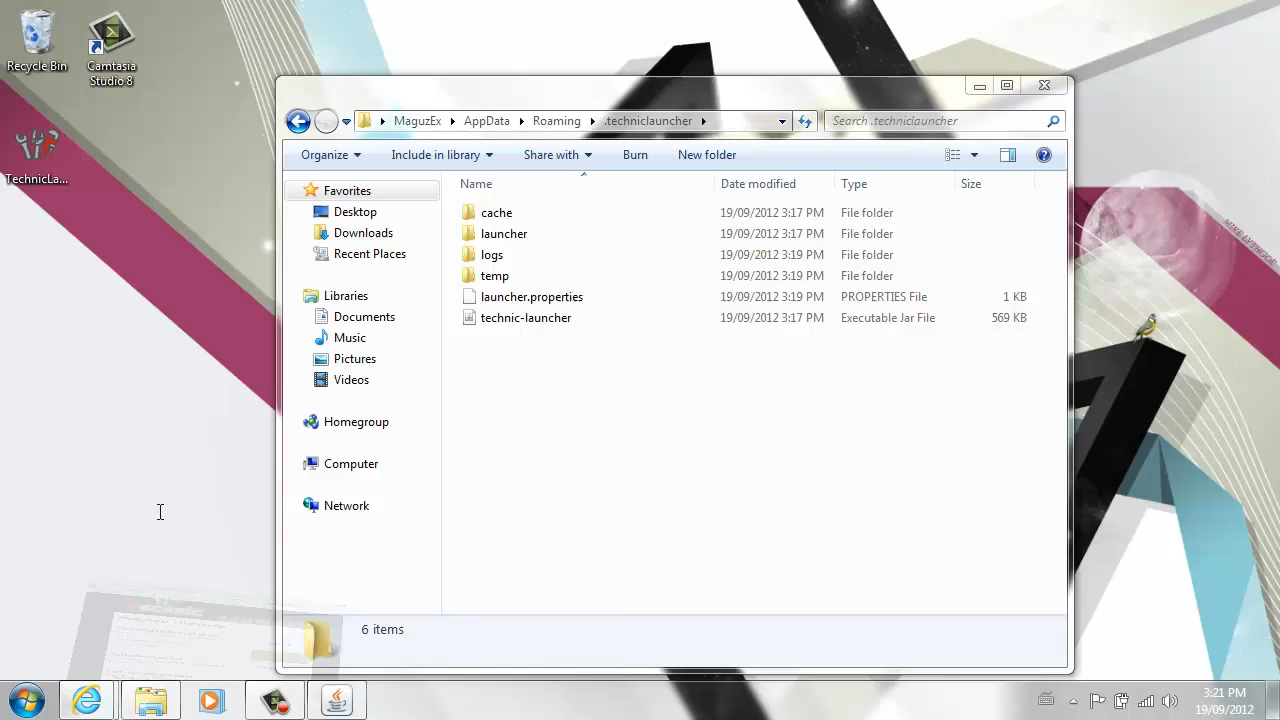 Recycle Bin
Camtasia
Studio 8
TechnicLa...
MaguzEx
AppData
Roaming
.techniclauncher
Search .techniclauncher
Organize
Include in library
Share with
Burn
New folder
Name
Date modified
Type
Size
Favorites
Desktop
Downloads
Recent Places
Libraries
Documents
Music
Pictures
Videos
Homegroup
Computer
Network
cache 19/09/2012 3:17 PM File folder
launcher 19/09/2012 3:17 PM File folder
logs 19/09/2012 3:19 PM File folder
temp 19/09/2012 3:19 PM File folder
launcher.properties 19/09/2012 3:19 PM PROPERTIES File 1 KB
technic-launcher 19/09/2012 3:17 PM Executable Jar File 569 KB
6 items
3:21 PM
19/09/2012